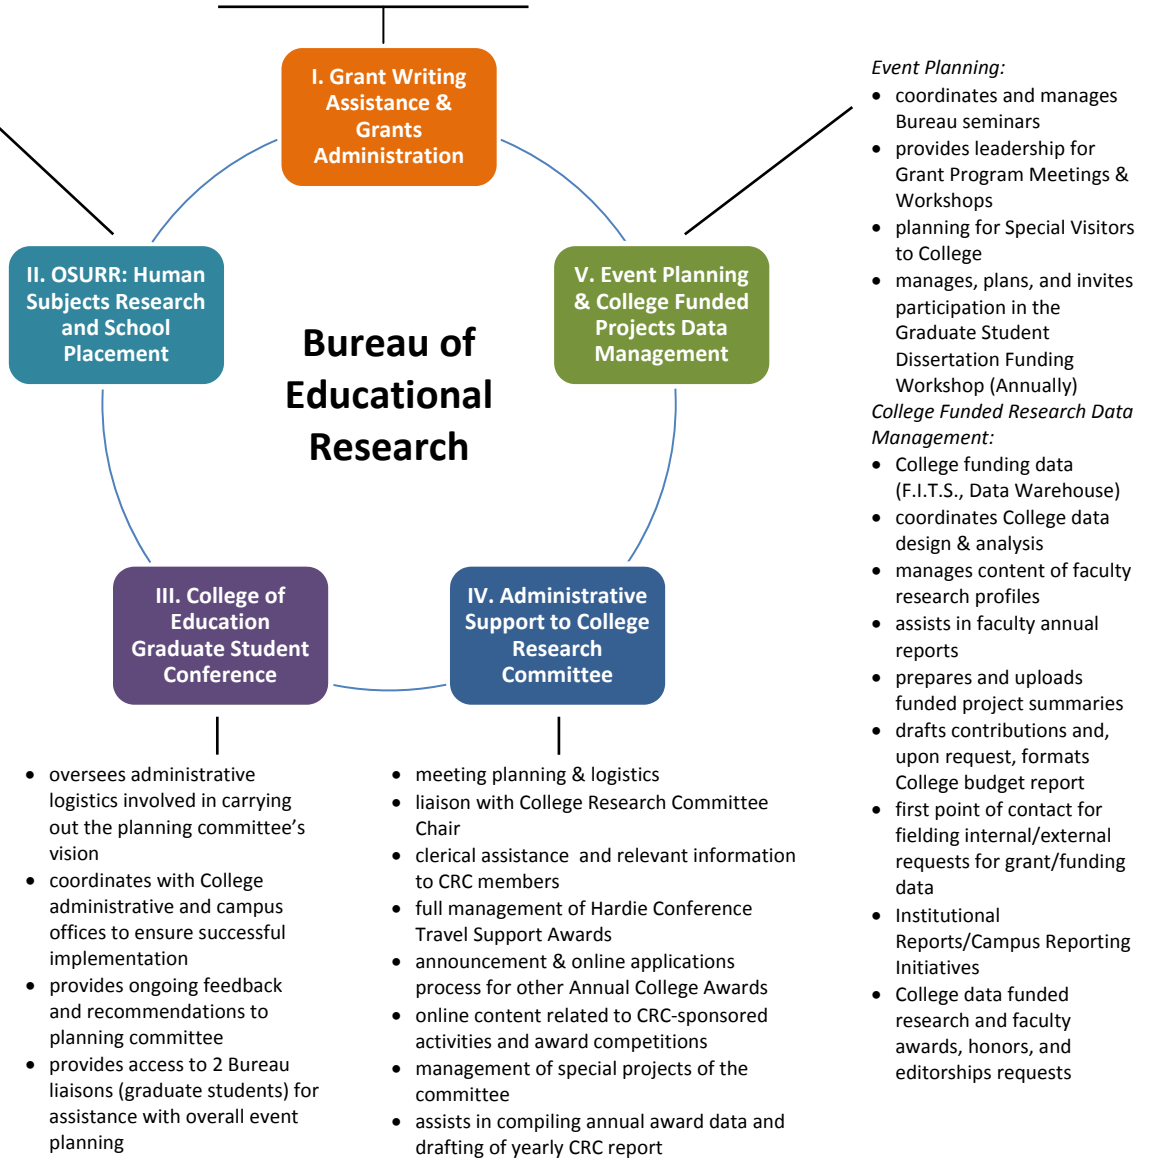 I. Grant Writing
Assistance &
Grants
Administration
II. OSURR: Human
Subjects Research
and School
Placement
Bureau of
Educational
Research
V. Event Planning
& College Funded
Projects Data
Management
III. College of
Education
Graduate Student
Conference
IV. Administrative
Support to College
Research
Committee
• oversees administrative
logistics involved in carrying
out the planning committee’s
vision
• coordinates with College
administrative and campus
offices to ensure successful
implementation
• provides ongoing feedback
and recommendations to
planning committee
• provides access to 2 Bureau
liaisons (graduate students) for
assistance with overall event
planning
• meeting planning & logistics
• liaison with College Research Committee
Chair
• clerical assistance and relevant information
to CRC members
• full management of Hardie Conference
Travel Support Awards
• announcement & online applications
process for other Annual College Awards
• online content related to CRC-sponsored
activities and award competitions
• management of special projects of the
committee
• assists in compiling annual award data and
drafting of yearly CRC report
Event Planning:
• coordinates and manages
Bureau seminars
• provides leadership for
Grant Program Meetings &
Workshops
• planning for Special Visitors
to College
• manages, plans, and invites
participation in the
Graduate Student
Dissertation Funding
Workshop (Annually)
College Funded Research Data
Management:
• College funding data
(F.I.T.S., Data Warehouse)
• coordinates College data
design & analysis
• manages content of faculty
research profiles
• assists in faculty annual
reports
• prepares and uploads
funded project summaries
• drafts contributions and,
upon request, formats
College budget report
• first point of contact for
fielding internal/external
requests for grant/funding
data
• Institutional
Reports/Campus Reporting
Initiatives
• College data funded
research and faculty
awards, honors, and
editorships requests